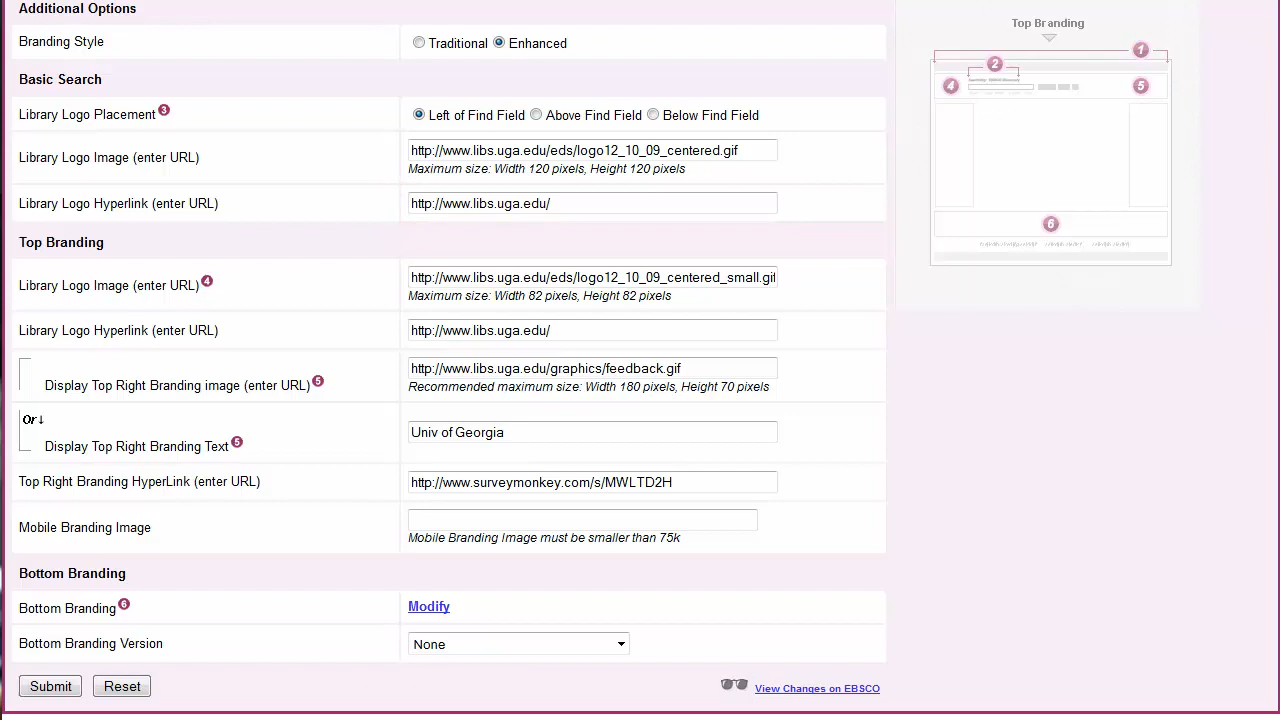 Additional Options
Top Branding
Branding Style
Traditional Enhanced
1
2
4
5
Basic Search
Library Logo Placement 3
Left of Find Field Above Find Field Below Find Field
Library Logo Image (enter URL)
http://www.libs.uga.edu/eds/logo12_10_09_centered.gif
Maximum size: Width 120 pixels, Height 120 pixels
Library Logo Hyperlink (enter URL)
http://www.libs.uga.edu/
6
Top Branding
Library Logo Image (enter URL) 4
http://www.libs.uga.edu/eds/logo12_10_09_centered_small.gif
Maximum size: Width 82 pixels, Height 82 pixels
Library Logo Hyperlink (enter URL)
http://www.libs.uga.edu/
Display Top Right Branding image (enter URL) 5
http://www.libs.uga.edu/graphics/feedback.gif
Recommended maximum size: Width 180 pixels, Height 70 pixels
Or↓
Display Top Right Branding Text 5
Univ of Georgia
Top Right Branding HyperLink (enter URL)
http://www.surveymonkey.com/s/MWLTD2H
Mobile Branding Image
Mobile Branding Image must be smaller than 75k
Bottom Branding
Bottom Branding 6
Modify
Bottom Branding Version
None
Submit Reset
View Changes on EBSCO